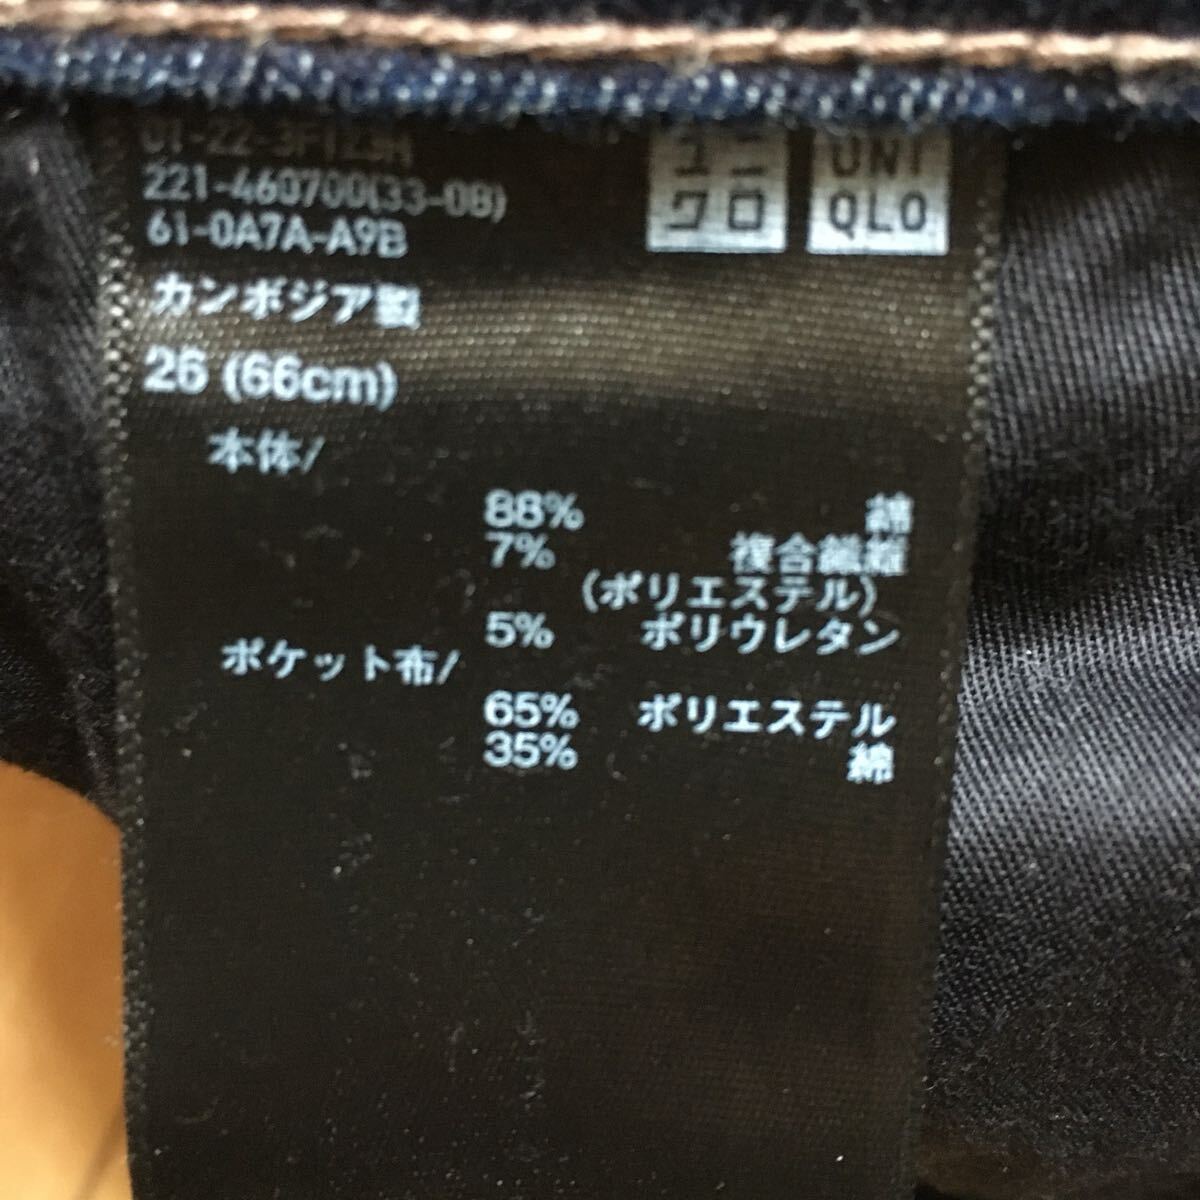 221-460700(33-08)
61-0A7A-A9B
ユニ
クロ
UNI
QLO
カンボジア製
26 (66cm)
本体/
88% 綿
7% 複合繊維
(ポリエステル)
5% ポリウレタン
ポケット布/
65% ポリエステル
35% 綿